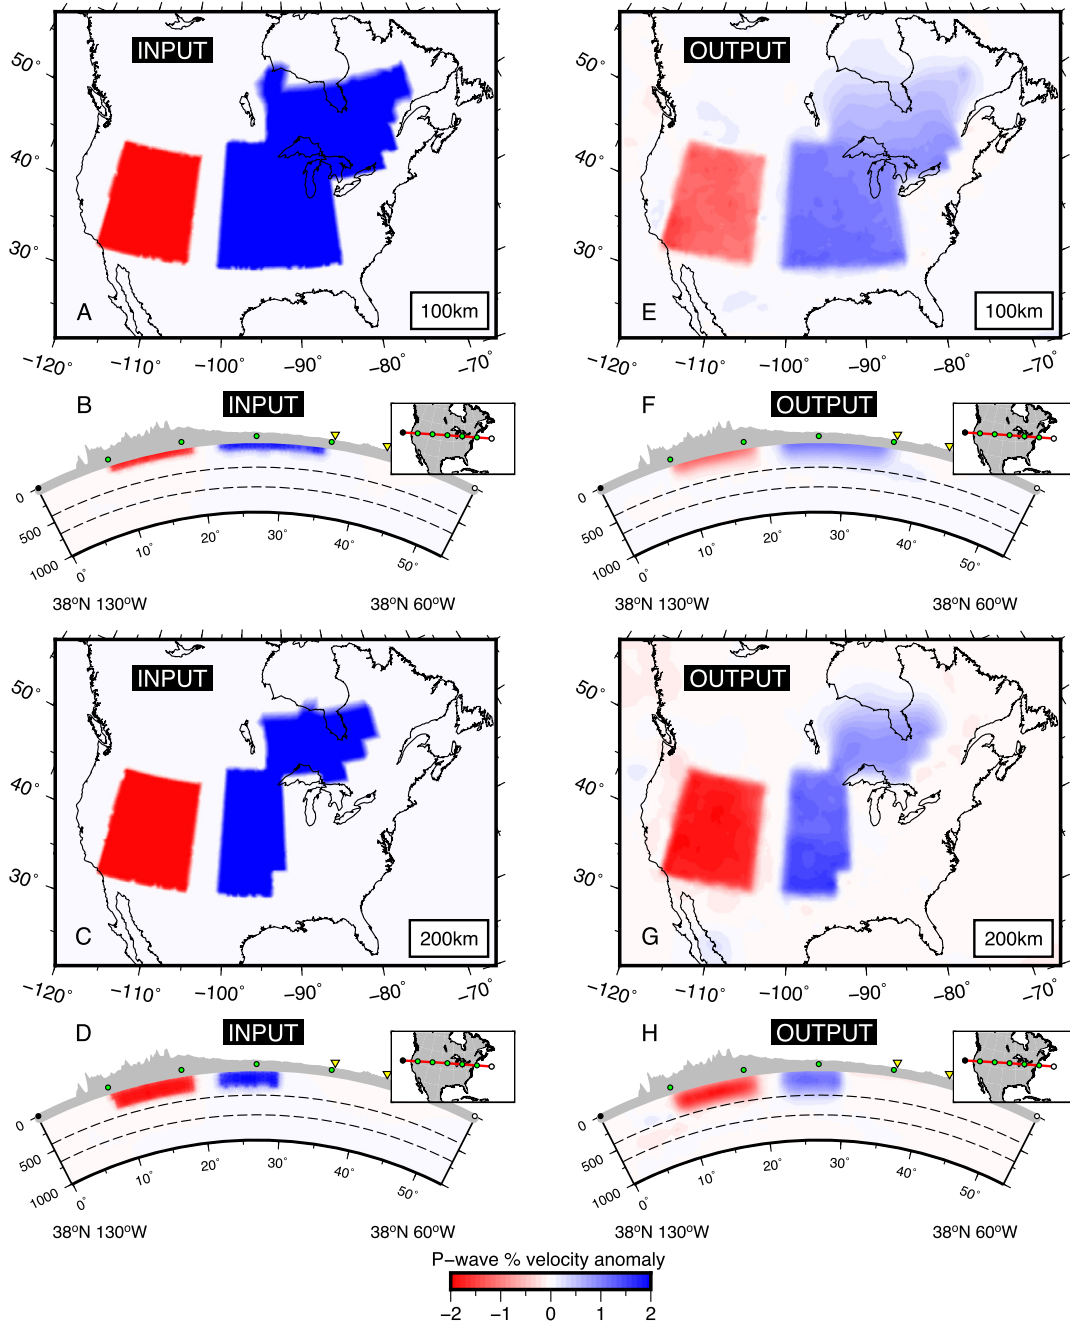 INPUT
50°
40°
30°
A
100km
−120° −110° −100° −90° −80° −70°
OUTPUT
E
100km
−120° −110° −100° −90° −80° −70°
B
INPUT
0
500
1000
0° 10° 20° 30° 40° 50°
38°N 130°W
38°N 60°W
F
OUTPUT
0
500
1000
0° 10° 20° 30° 40° 50°
38°N 130°W
38°N 60°W
INPUT
50°
40°
30°
C
200km
−120° −110° −100° −90° −80° −70°
OUTPUT
50°
40°
30°
G
200km
−120° −110° −100° −90° −80° −70°
D
INPUT
0
500
1000
0° 10° 20° 30° 40° 50°
38°N 130°W
38°N 60°W
H
OUTPUT
0
500
1000
0° 10° 20° 30° 40° 50°
38°N 130°W
38°N 60°W
50°
40°
30°
P−wave % velocity anomaly
−2 −1 0 1 2